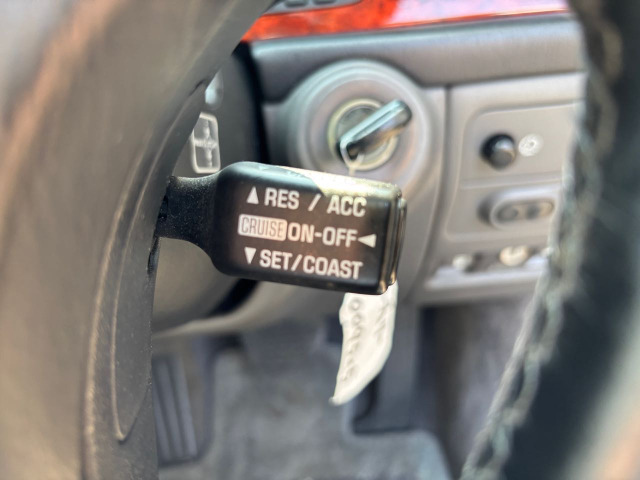 ▲ RES / ACC
CRUISE ON-OFF ◄
▼ SET/COAST